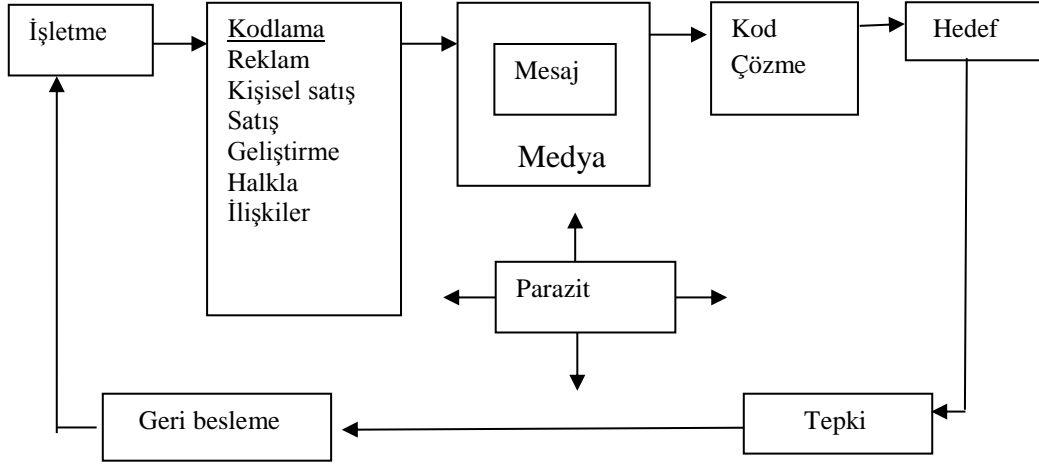 İşletme
Kodlama
Reklam
Kişisel satış
Satış
Geliştirme
Halkla
İlişkiler
Mesaj
Medya
Kod
Çözme
Hedef
Parazit
Geri besleme
Tepki